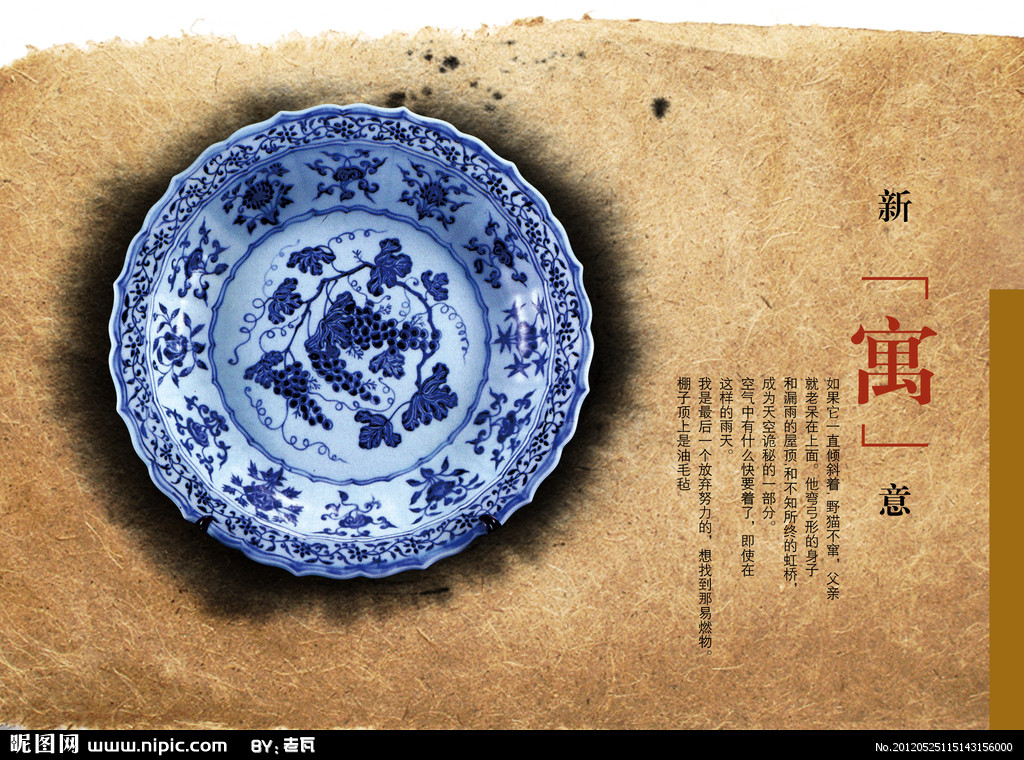 新
「寓」
意
如果它一直倾斜着,野猫不窜，父亲
就老呆在上面。他弯弓形的身子
和漏雨的屋顶,和不知所终的虹桥，
成为天空诡秘的一部分。
空气中有什么快要着了，即使在
这样的雨天。
我是最后一个放弃努力的，想找到那易燃物。
棚子顶上是油毛毡
昵图网 www.nipic.com BY:老瓦
No.20120525115143156000